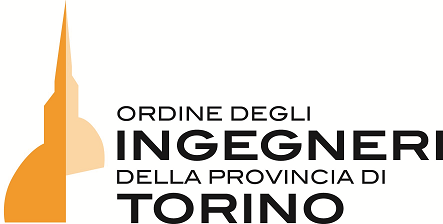 ORDINE DEGLI
INGEGNERI
DELLA PROVINCIA DI
TORINO